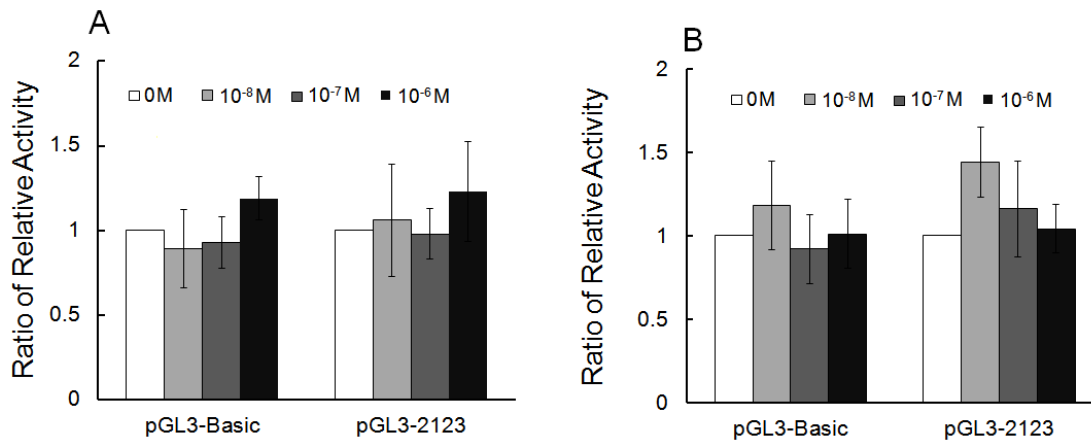 A
2
0M 10⁻⁸M 10⁻⁷M 10⁻⁶M
1.5
1
0.5
0
Ratio of Relative Activity
pGL3-Basic pGL3-2123
B
2
0M 10⁻⁸M 10⁻⁷M 10⁻⁶M
1.5
1
0.5
0
Ratio of Relative Activity
pGL3-Basic pGL3-2123